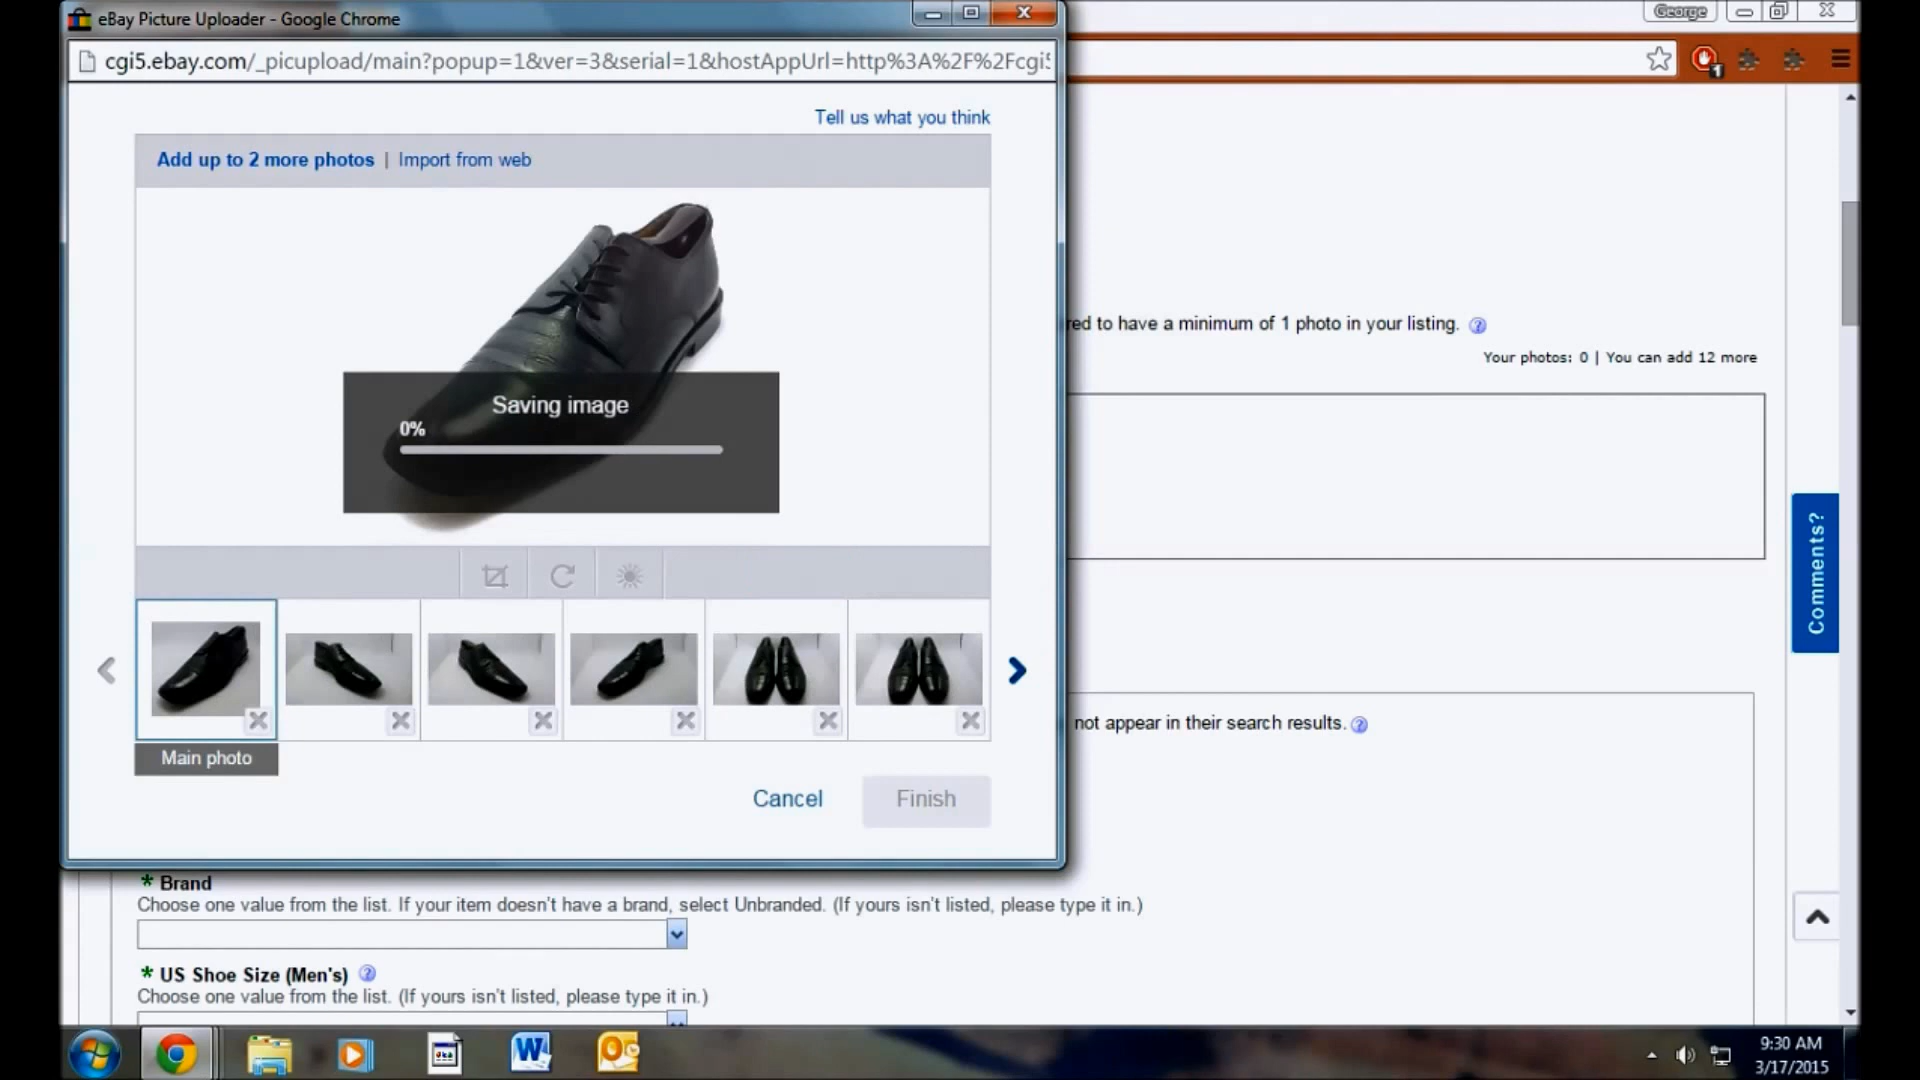 eBay Picture Uploader - Google Chrome
George
cgi5.ebay.com/_picupload/main?popup=1&ver=3&serial=1&hostAppUrl=http%3A%2F%2Fcgi5
1
Tell us what you think
Add up to 2 more photos | Import from web
Saving image
0%
red to have a minimum of 1 photo in your listing. ?
Your photos: 0 | You can add 12 more
Comments?
not appear in their search results. ?
Main photo
Cancel
Finish
* Brand
Choose one value from the list. If your item doesn't have a brand, select Unbranded. (If yours isn't listed, please type it in.)
* US Shoe Size (Men's) ?
Choose one value from the list. (If yours isn't listed, please type it in.)
9:30 AM
3/17/2015